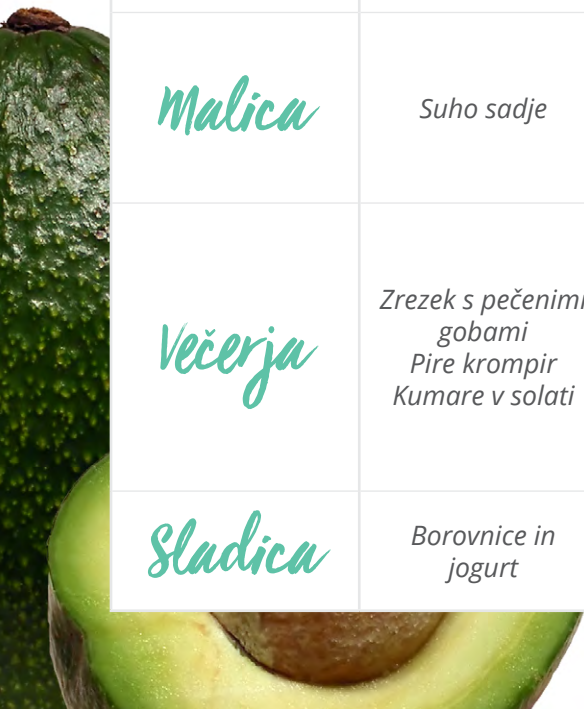 Malica
Suho sadje
Večerja
Zrezek s pečenimi
gobami
Pire krompir
Kumare v solati
Sladica
Borovnice in
jogurt